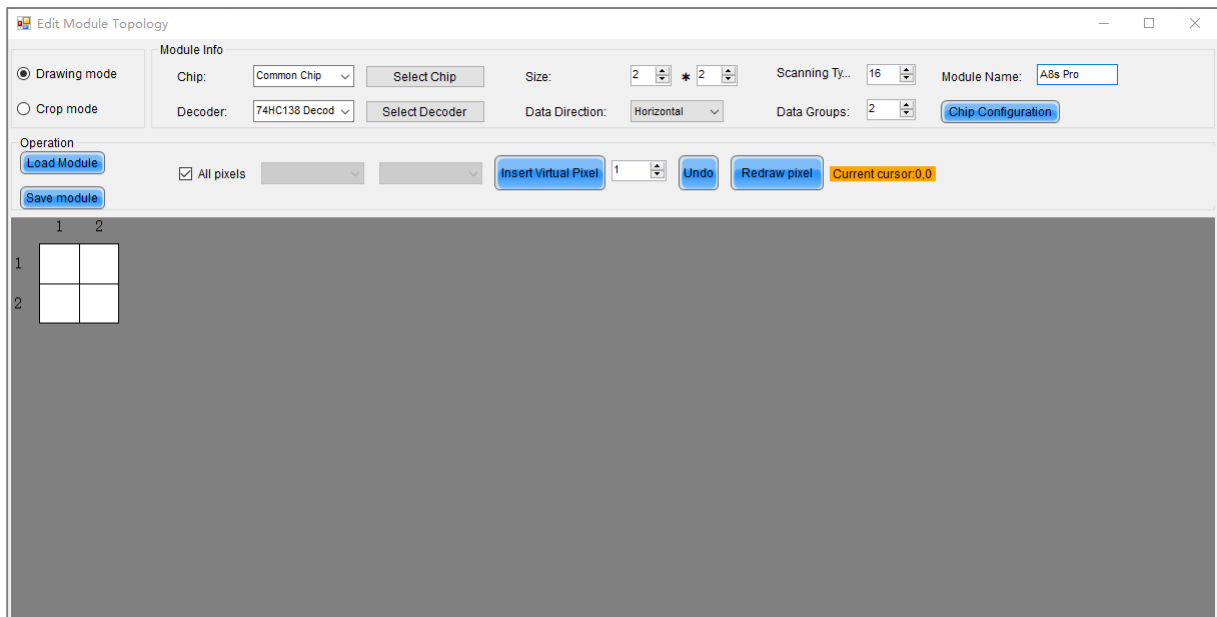 Edit Module Topology
Drawing mode
Crop mode
Module Info
Chip: Common Chip Select Chip Size: 2 * 2 Scanning Ty... 16 Module Name: A8s Pro
Decoder: 74HC138 Decod Select Decoder Data Direction: Horizontal Data Groups: 2 Chip Configuration
Operation
Load Module
Save module
All pixels Insert Virtual Pixel 1 Undo Redraw pixel Current cursor:0,0
1 2
1
2